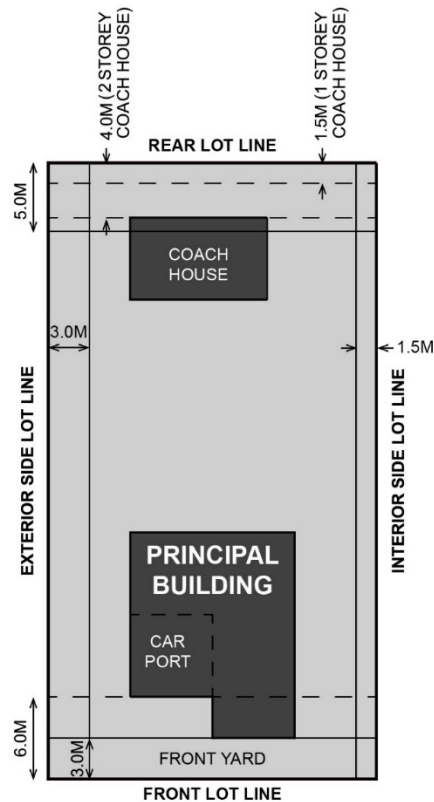 4.0M (2 STOREY
COACH HOUSE)
1.5M (1 STOREY
COACH HOUSE)
REAR LOT LINE
5.0M
COACH
HOUSE
3.0M
1.5M
EXTERIOR SIDE LOT LINE
INTERIOR SIDE LOT LINE
PRINCIPAL
BUILDING
CAR
PORT
6.0M
3.0M
FRONT YARD
FRONT LOT LINE